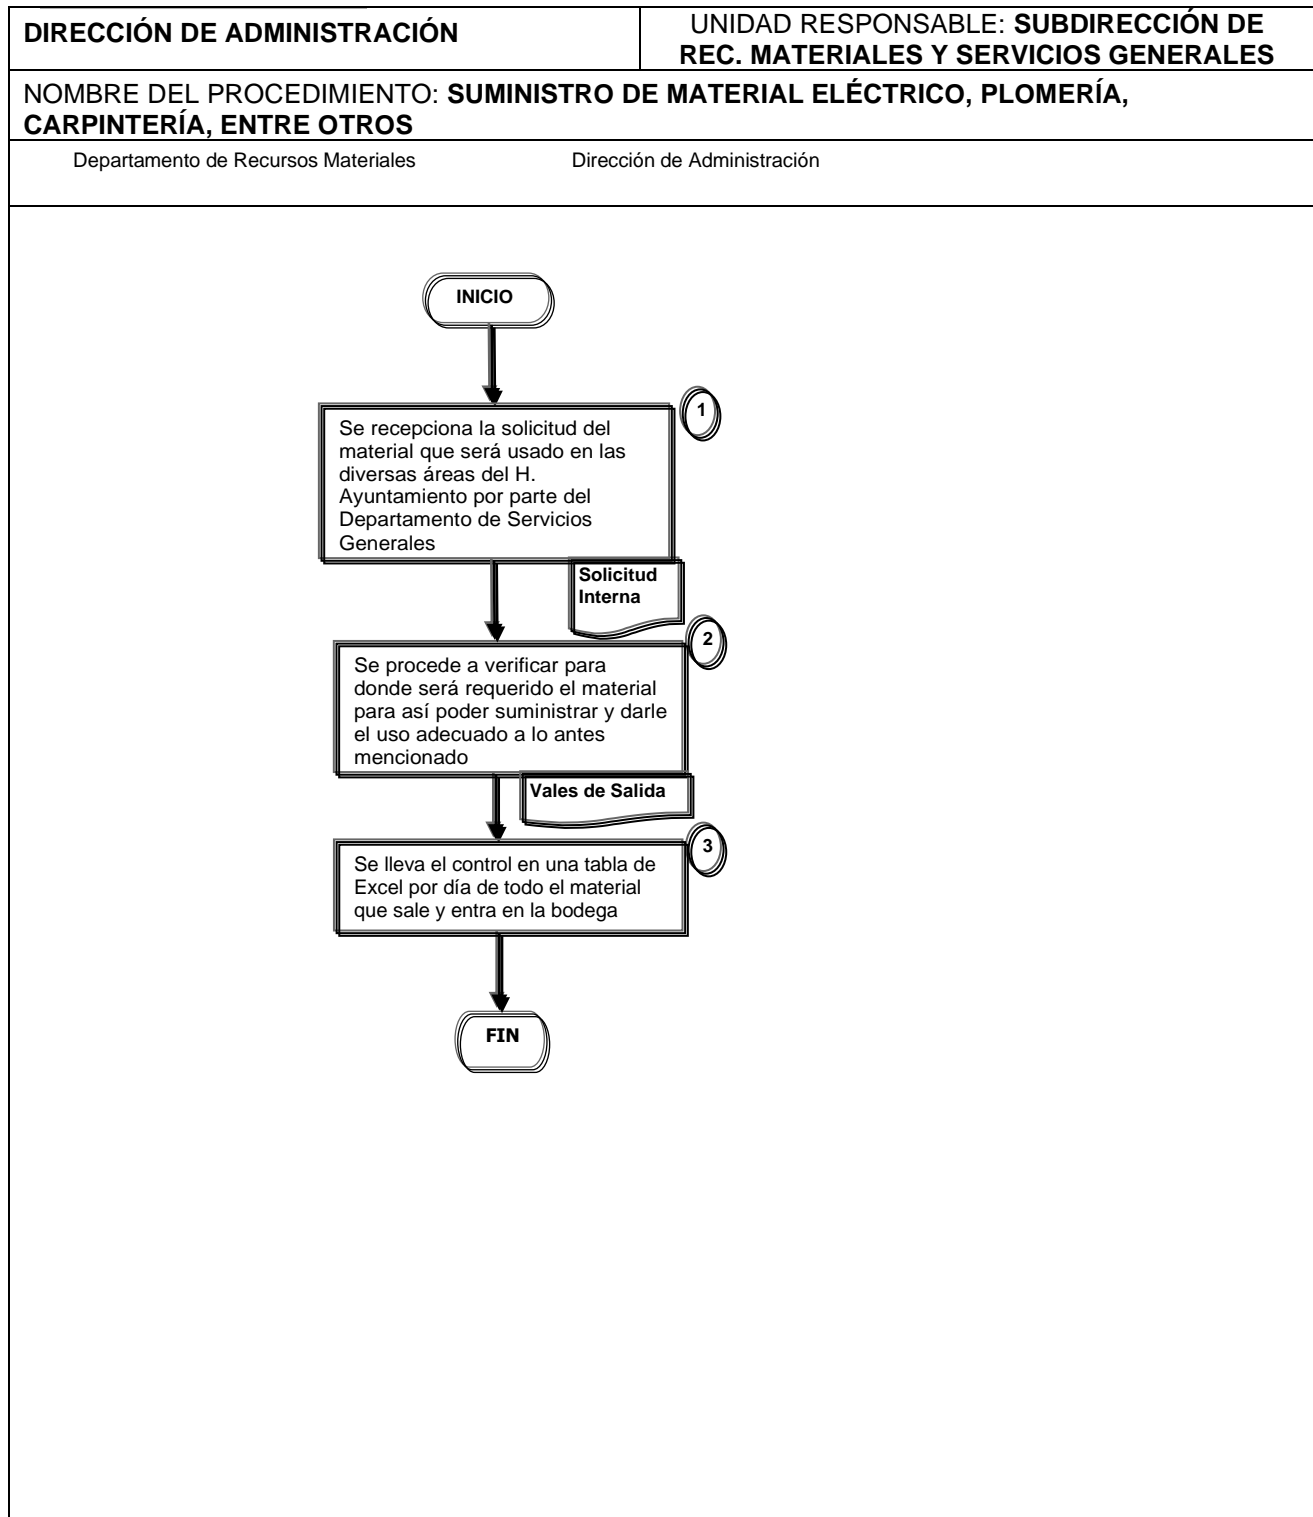 DIRECCIÓN DE ADMINISTRACIÓN
UNIDAD RESPONSABLE: SUBDIRECCIÓN DE
REC. MATERIALES Y SERVICIOS GENERALES
NOMBRE DEL PROCEDIMIENTO: SUMINISTRO DE MATERIAL ELÉCTRICO, PLOMERÍA,
CARPINTERÍA, ENTRE OTROS
Departamento de Recursos Materiales
Dirección de Administración
INICIO
1
Se recepciona la solicitud del
material que será usado en las
diversas áreas del H.
Ayuntamiento por parte del
Departamento de Servicios
Generales
Solicitud
Interna
2
Se procede a verificar para
donde será requerido el material
para así poder suministrar y darle
el uso adecuado a lo antes
mencionado
Vales de Salida
3
Se lleva el control en una tabla de
Excel por día de todo el material
que sale y entra en la bodega
FIN